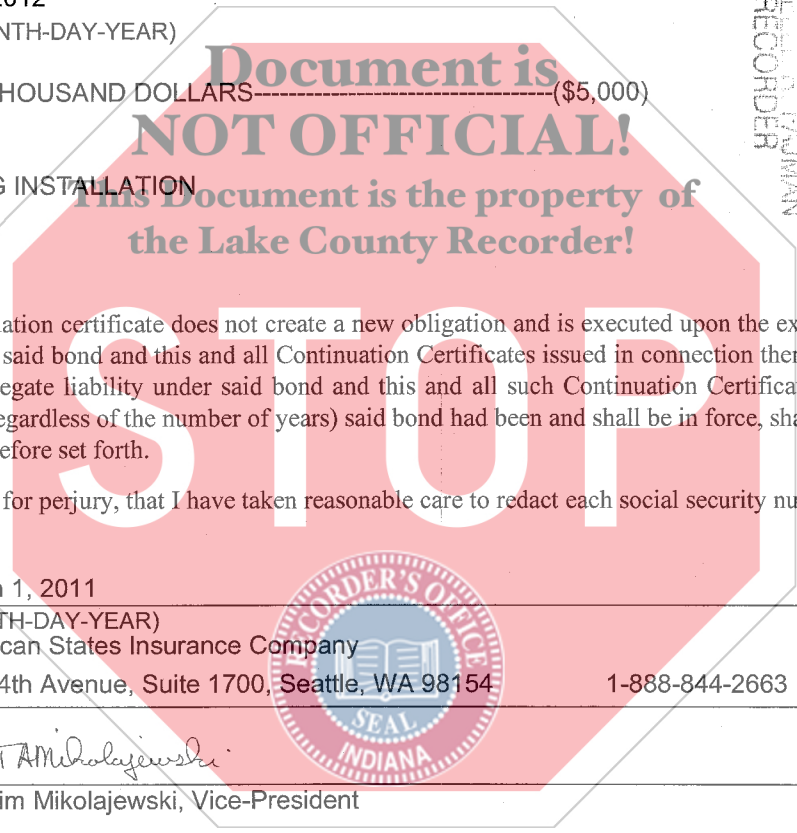 2012
NTH-DAY-YEAR)
HOUSAND DOLLARS-----------------------------------($5,000)
RECORDER
G INSTALLATION
Document is
NOT OFFICIAL!
This Document is the property of
the Lake County Recorder!
STOP
ation certificate does not create a new obligation and is executed upon the ex
said bond and this and all Continuation Certificates issued in connection ther
egate liability under said bond and this and all such Continuation Certifica
egardless of the number of years) said bond had been and shall be in force, sha
efore set forth.
for perjury, that I have taken reasonable care to redact each social security nu
h 1, 2011
TH-DAY-YEAR)
can States Insurance Company
4th Avenue, Suite 1700, Seattle, WA 98154 1-888-844-2663
RECORDER'S OFFICE
SEAL
INDIANA
TAMikolajewski
im Mikolajewski, Vice-President